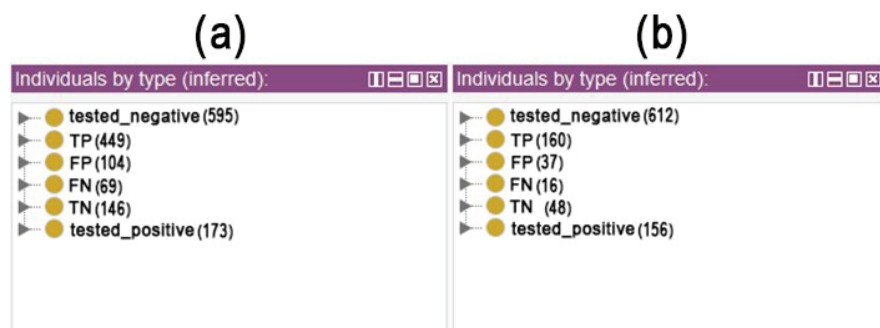 (a)
Individuals by type (inferred):
tested_negative (595)
TP (449)
FP (104)
FN (69)
TN (146)
tested_positive (173)
(b)
Individuals by type (inferred):
tested_negative (612)
TP (160)
FP (37)
FN (16)
TN (48)
tested_positive (156)